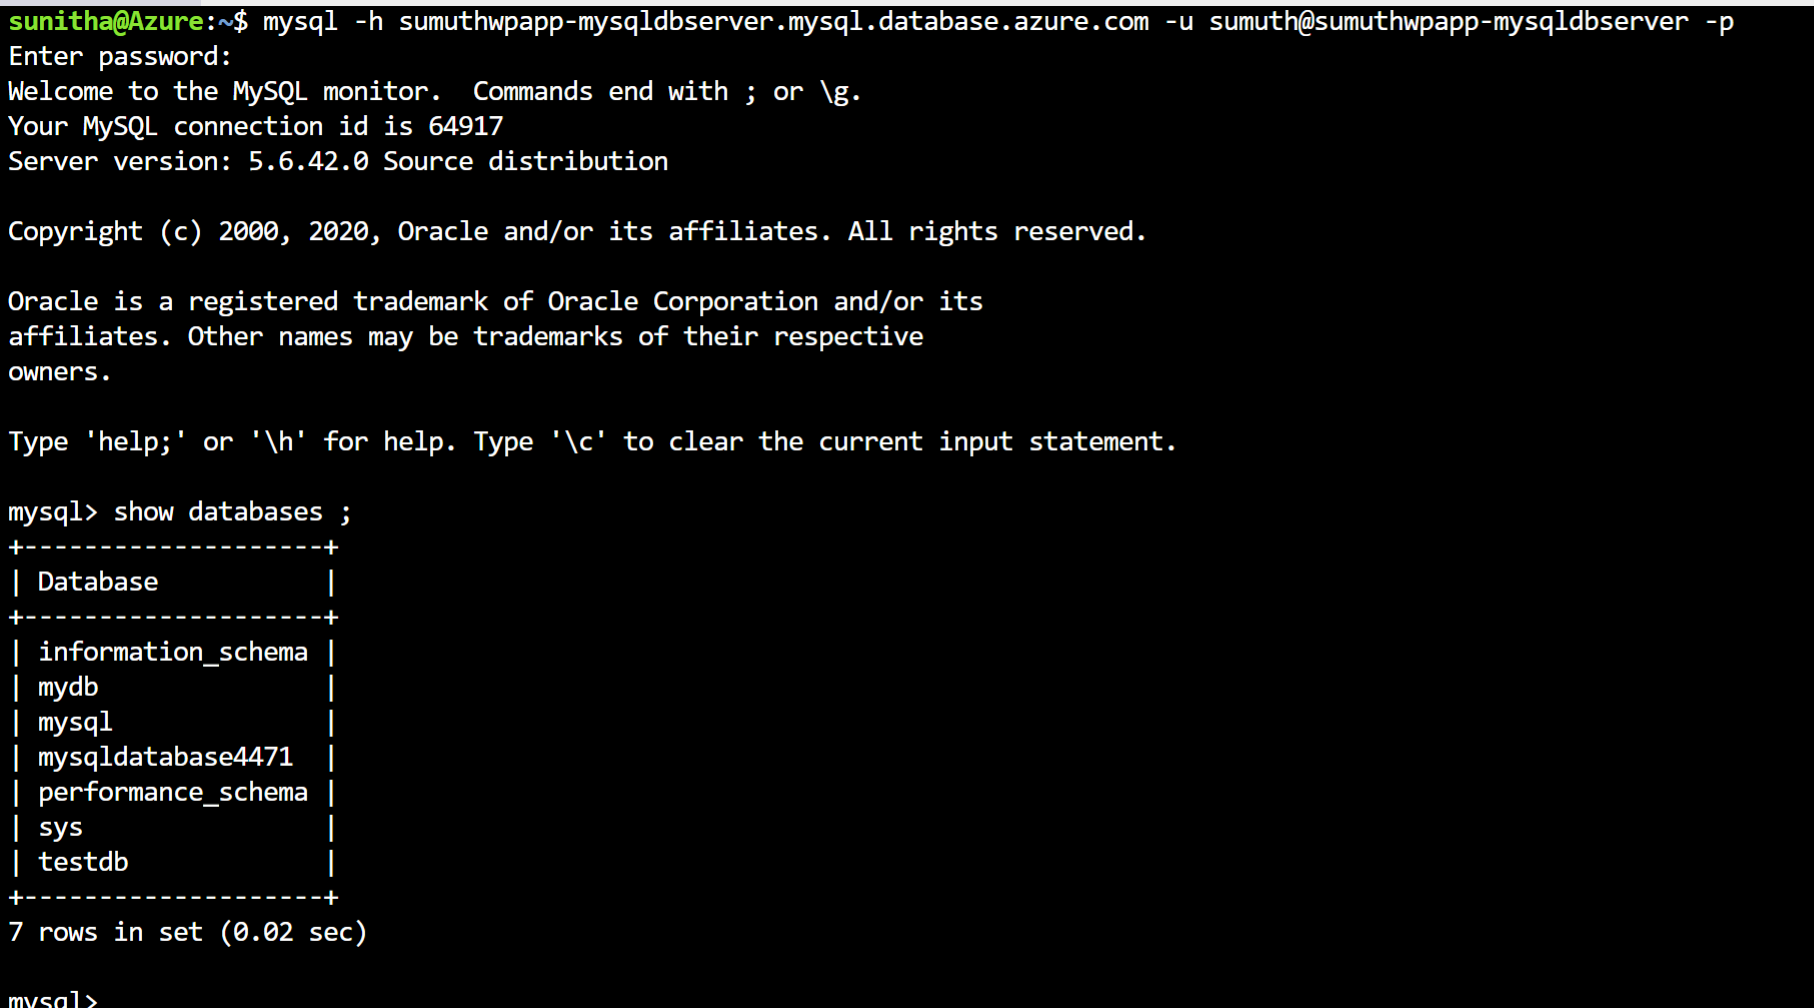 sunitha@Azure:~$ mysql -h sumuthwpapp-mysqldbserver.mysql.database.azure.com -u sumuth@sumuthwpapp-mysqldbserver -p
Enter password:
Welcome to the MySQL monitor.  Commands end with ; or \g.
Your MySQL connection id is 64917
Server version: 5.6.42.0 Source distribution

Copyright (c) 2000, 2020, Oracle and/or its affiliates. All rights reserved.

Oracle is a registered trademark of Oracle Corporation and/or its
affiliates. Other names may be trademarks of their respective
owners.

Type 'help;' or '\h' for help. Type '\c' to clear the current input statement.

mysql> show databases ;
+--------------------+
| Database           |
+--------------------+
| information_schema |
| mydb               |
| mysql              |
| mysqldatabase4471  |
| performance_schema |
| sys                |
| testdb             |
+--------------------+
7 rows in set (0.02 sec)

mysql>